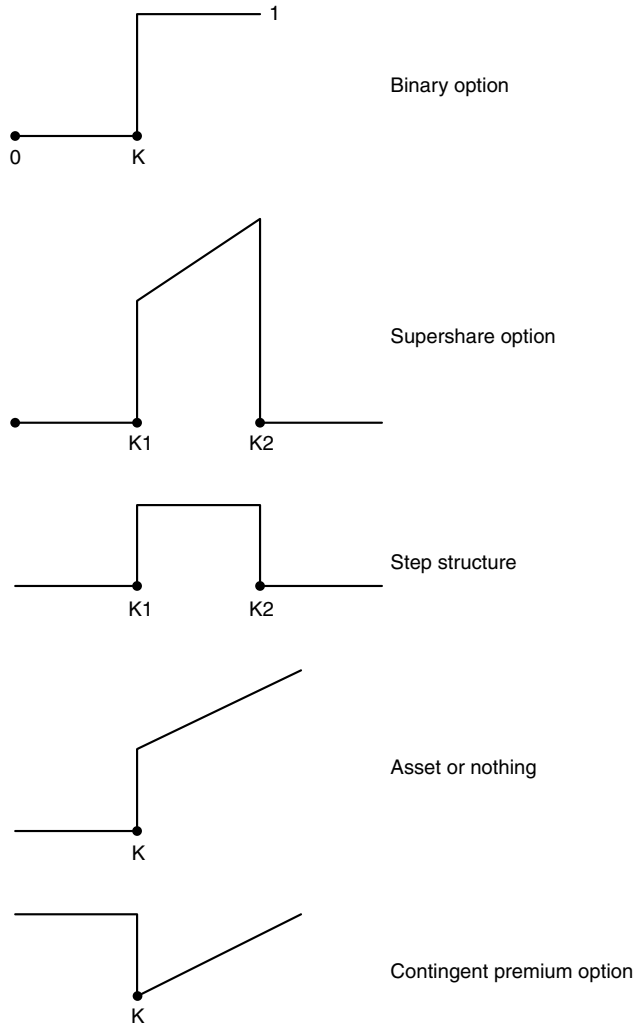 1
Binary option
0 K
Supershare option
K1 K2
Step structure
K1 K2
Asset or nothing
K
Contingent premium option
K